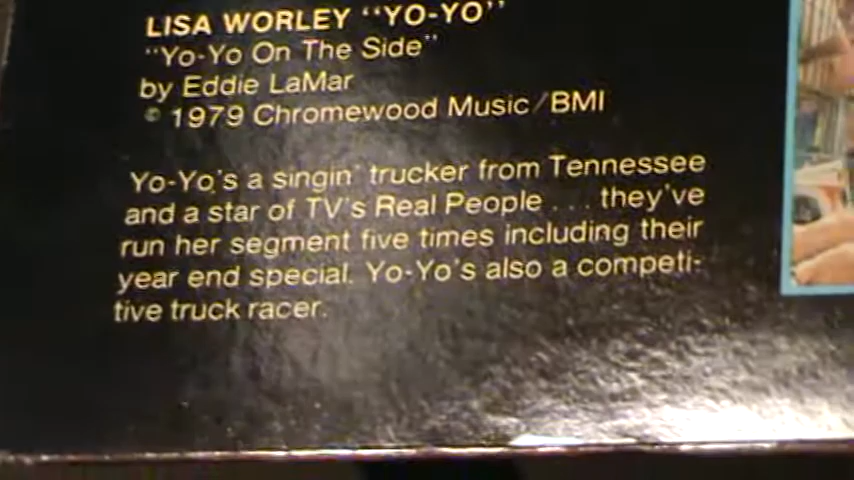 LISA WORLEY "YO-YO"
"Yo-Yo On The Side"
by Eddie LaMar
© 1979 Chromewood Music/BMI
Yo-Yo's a singin' trucker from Tennessee
and a star of TV's Real People . . . they've
run her segment five times including their
year end special. Yo-Yo's also a competi-
tive truck racer.